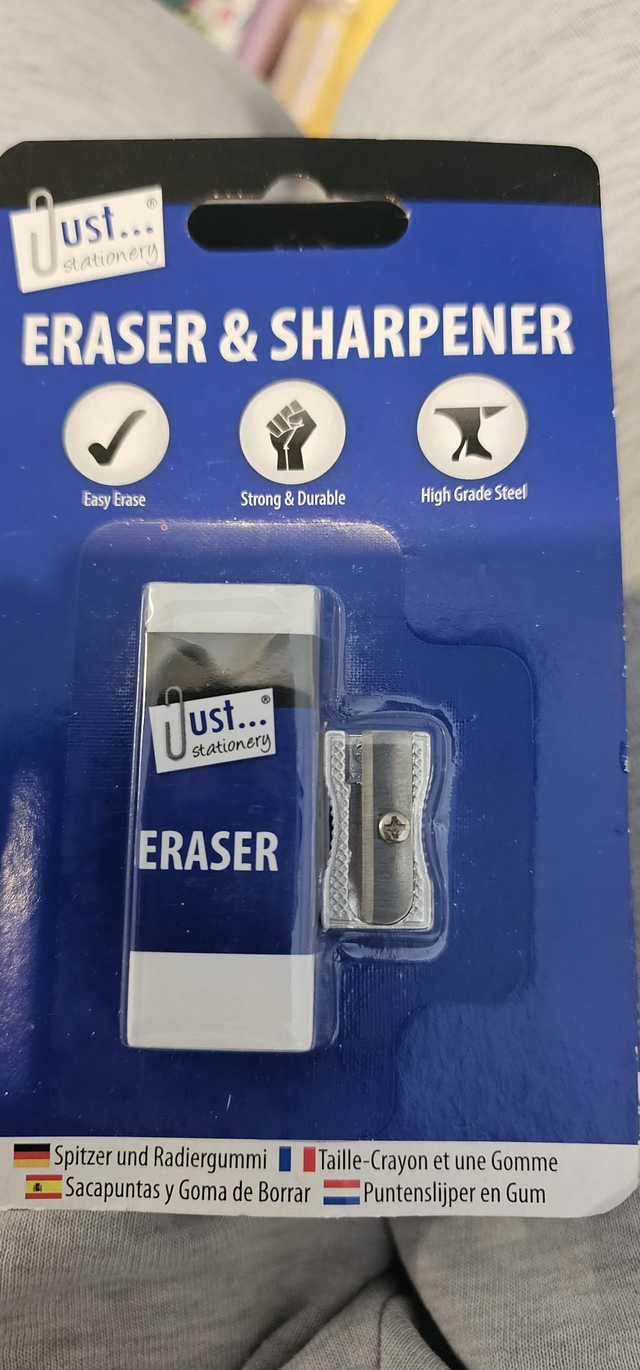 Just...®
stationery
ERASER & SHARPENER
Easy Erase
Strong & Durable
High Grade Steel
Just...®
stationery
ERASER
Spitzer und Radiergummi
Taille-Crayon et une Gomme
Sacapuntas y Goma de Borrar
Puntenslijper en Gum